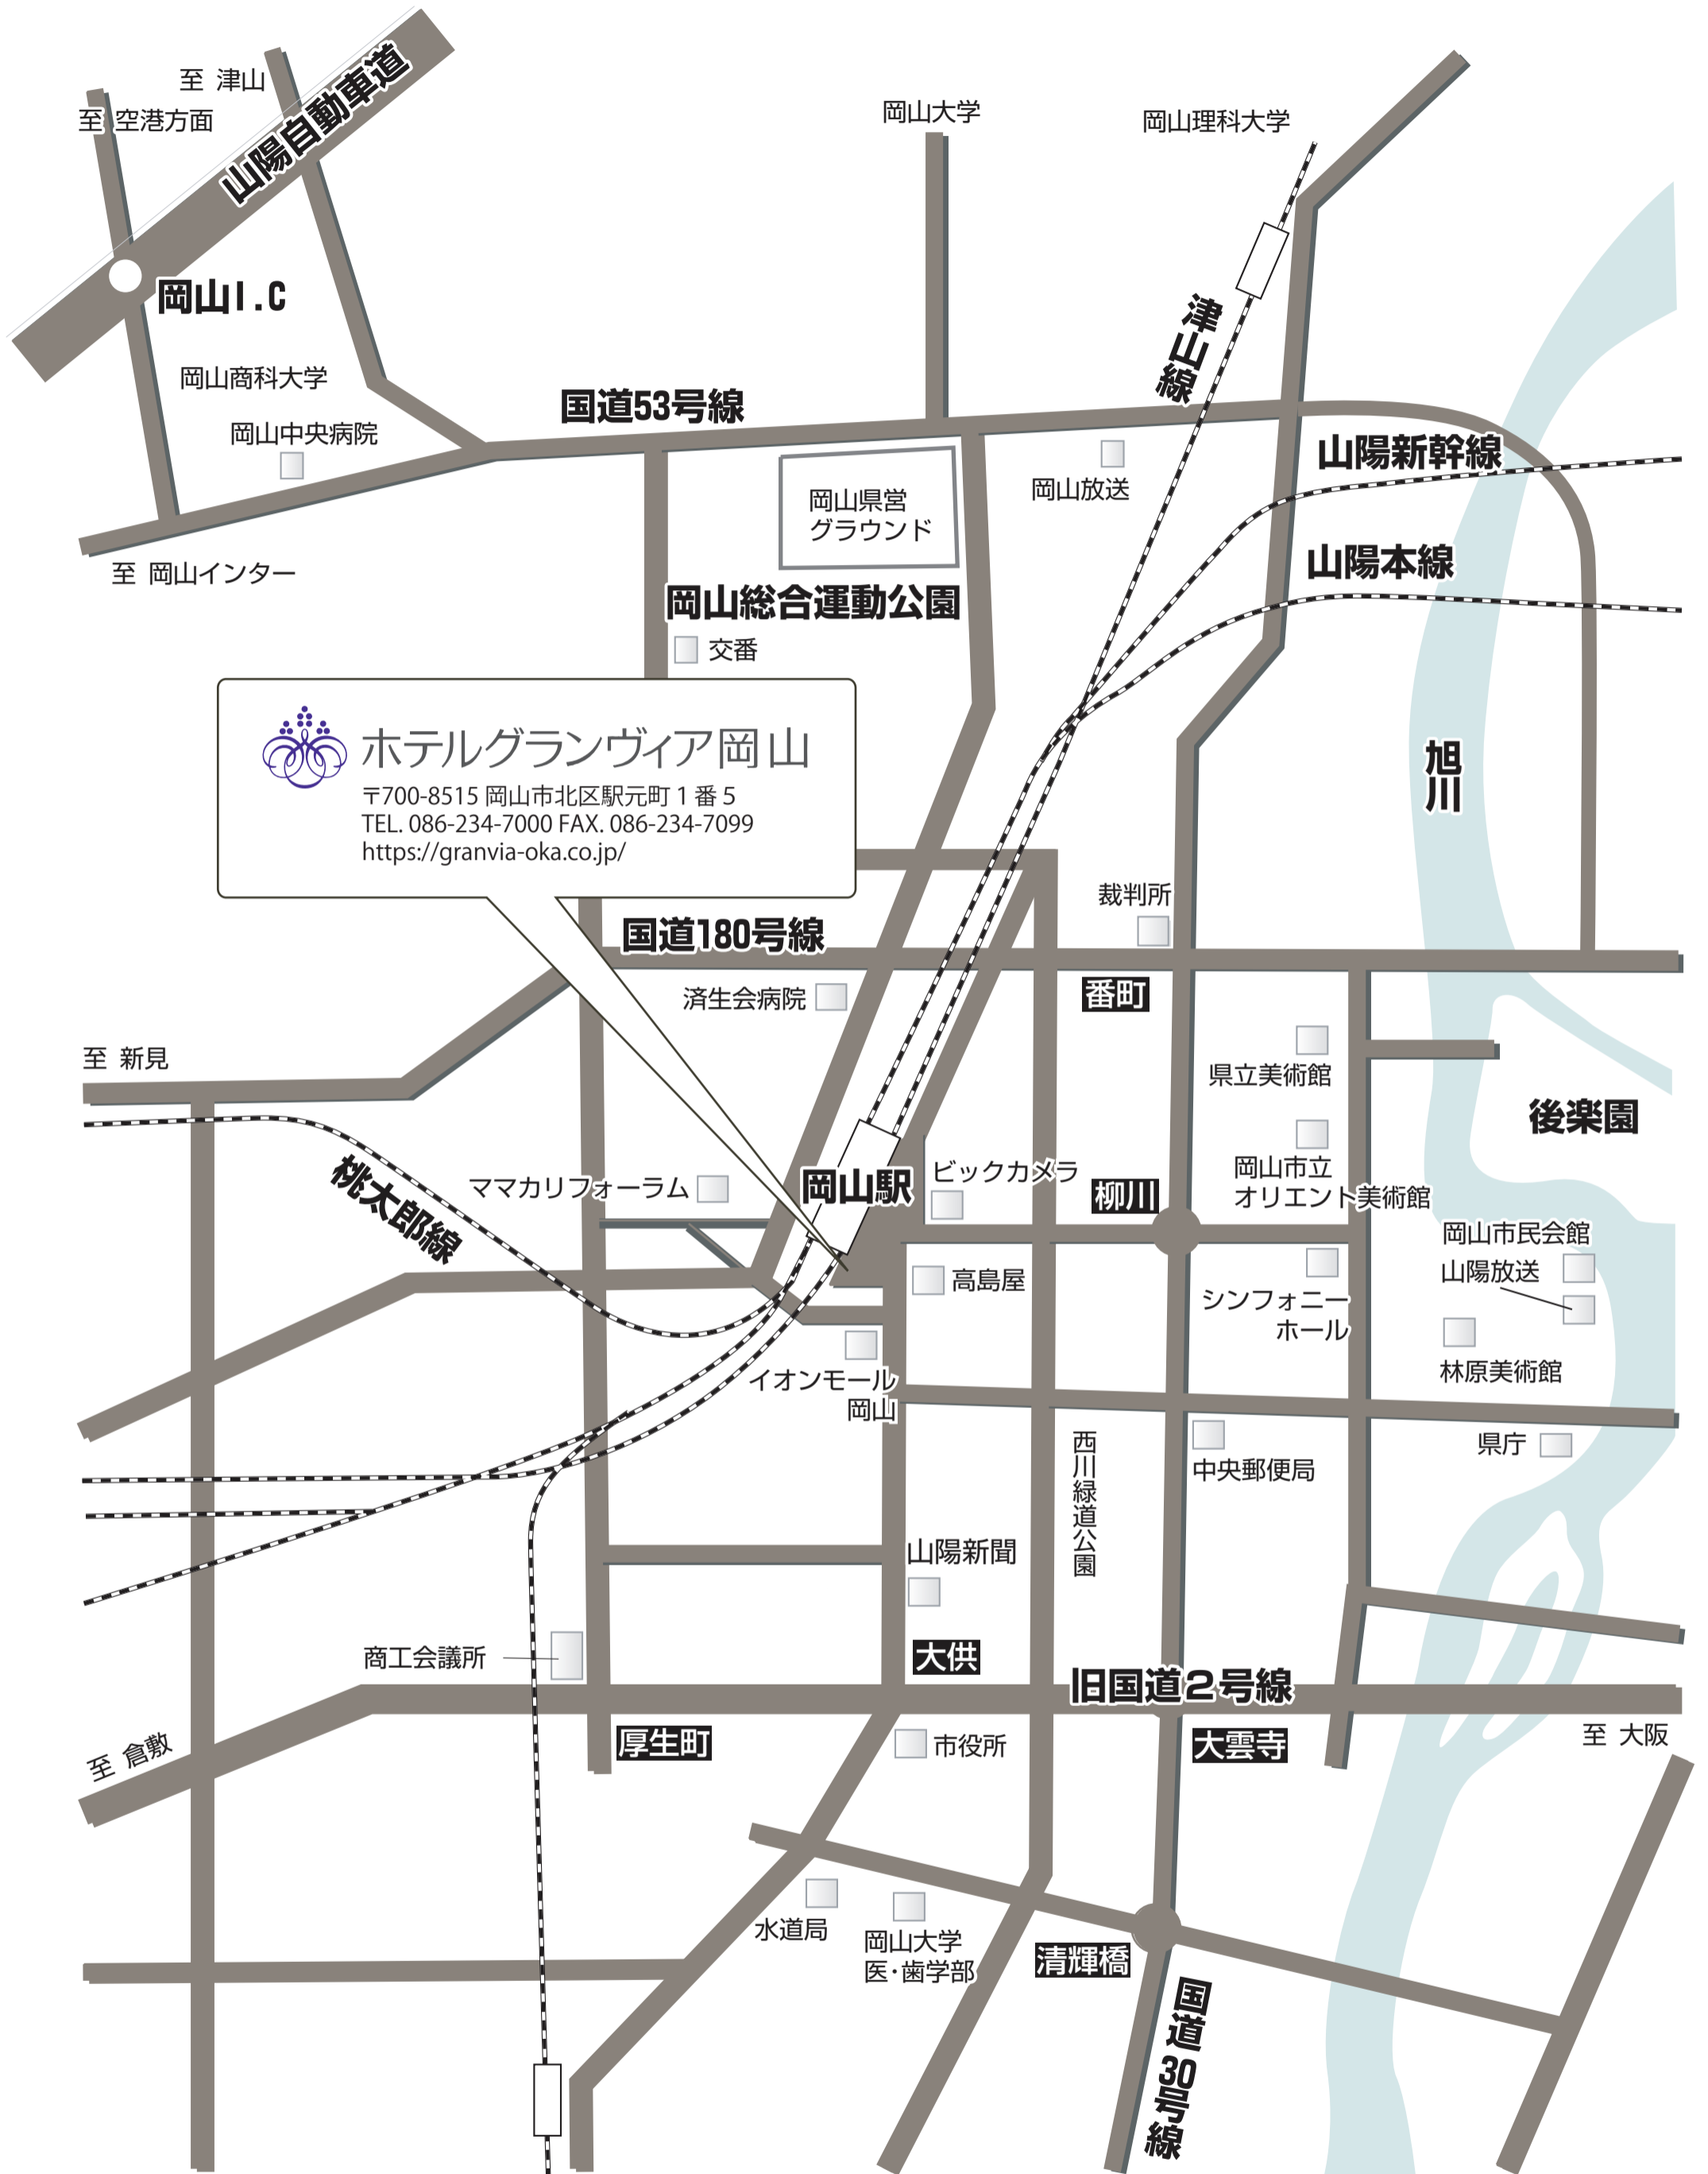 至 津山
至 空港方面
山陽自動車道
岡山大学
岡山理科大学
岡山I.C
津山線
岡山商科大学
国道53号線
岡山中央病院
山陽新幹線
岡山放送
岡山県営
グラウンド
至 岡山インター
山陽本線
岡山総合運動公園
交番
ホテルグランヴィア岡山
〒700-8515 岡山市北区駅元町1番5
TEL. 086-234-7000 FAX. 086-234-7099
https://granvia-oka.co.jp/
旭川
裁判所
国道180号線
済生会病院
番町
至 新見
県立美術館
後楽園
桃太郎線
ママカリフォーラム
岡山駅
ビックカメラ
柳川
岡山市立
オリエント美術館
岡山市民会館
山陽放送
高島屋
シンフォニー
ホール
林原美術館
イオンモール
岡山
西川緑道公園
中央郵便局
県庁
山陽新聞
商工会議所
大供
旧国道2号線
至 倉敷
厚生町
市役所
大雲寺
至 大阪
水道局
岡山大学
医・歯学部
清輝橋
国道30号線